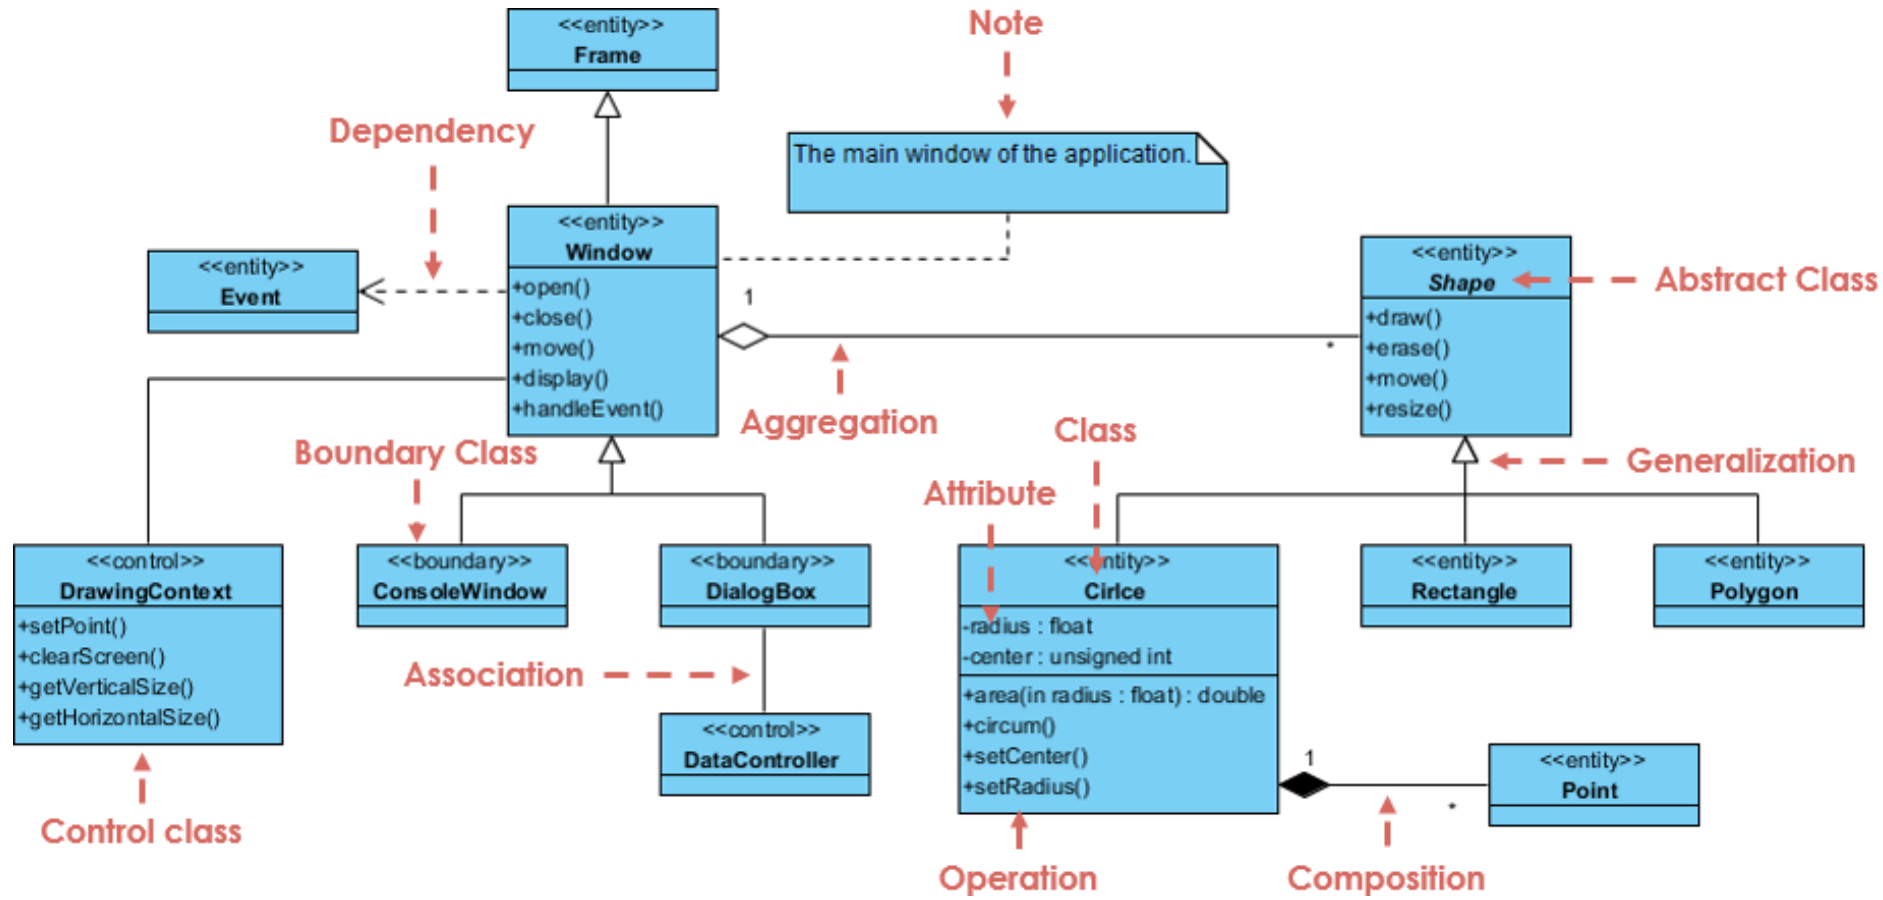 <<entity>>
Frame
Note
Dependency
The main window of the application.
<<entity>>
Window
+open()
+close()
+move()
+display()
+handleEvent()
<<entity>>
Event
1
*
Aggregation
<<entity>>
Shape
+draw()
+erase()
+move()
+resize()
Abstract Class
Generalization
Boundary Class
Class
Attribute
<<control>>
DrawingContext
+setPoint()
+clearScreen()
+getVerticalSize()
+getHorizontalSize()
Control class
<<boundary>>
ConsoleWindow
<<boundary>>
DialogBox
Association
<<control>>
DataController
<<entity>>
Cirlce
-radius : float
-center : unsigned int
+area(in radius : float) : double
+circum()
+setCenter()
+setRadius()
Operation
<<entity>>
Rectangle
<<entity>>
Polygon
1
*
Composition
<<entity>>
Point